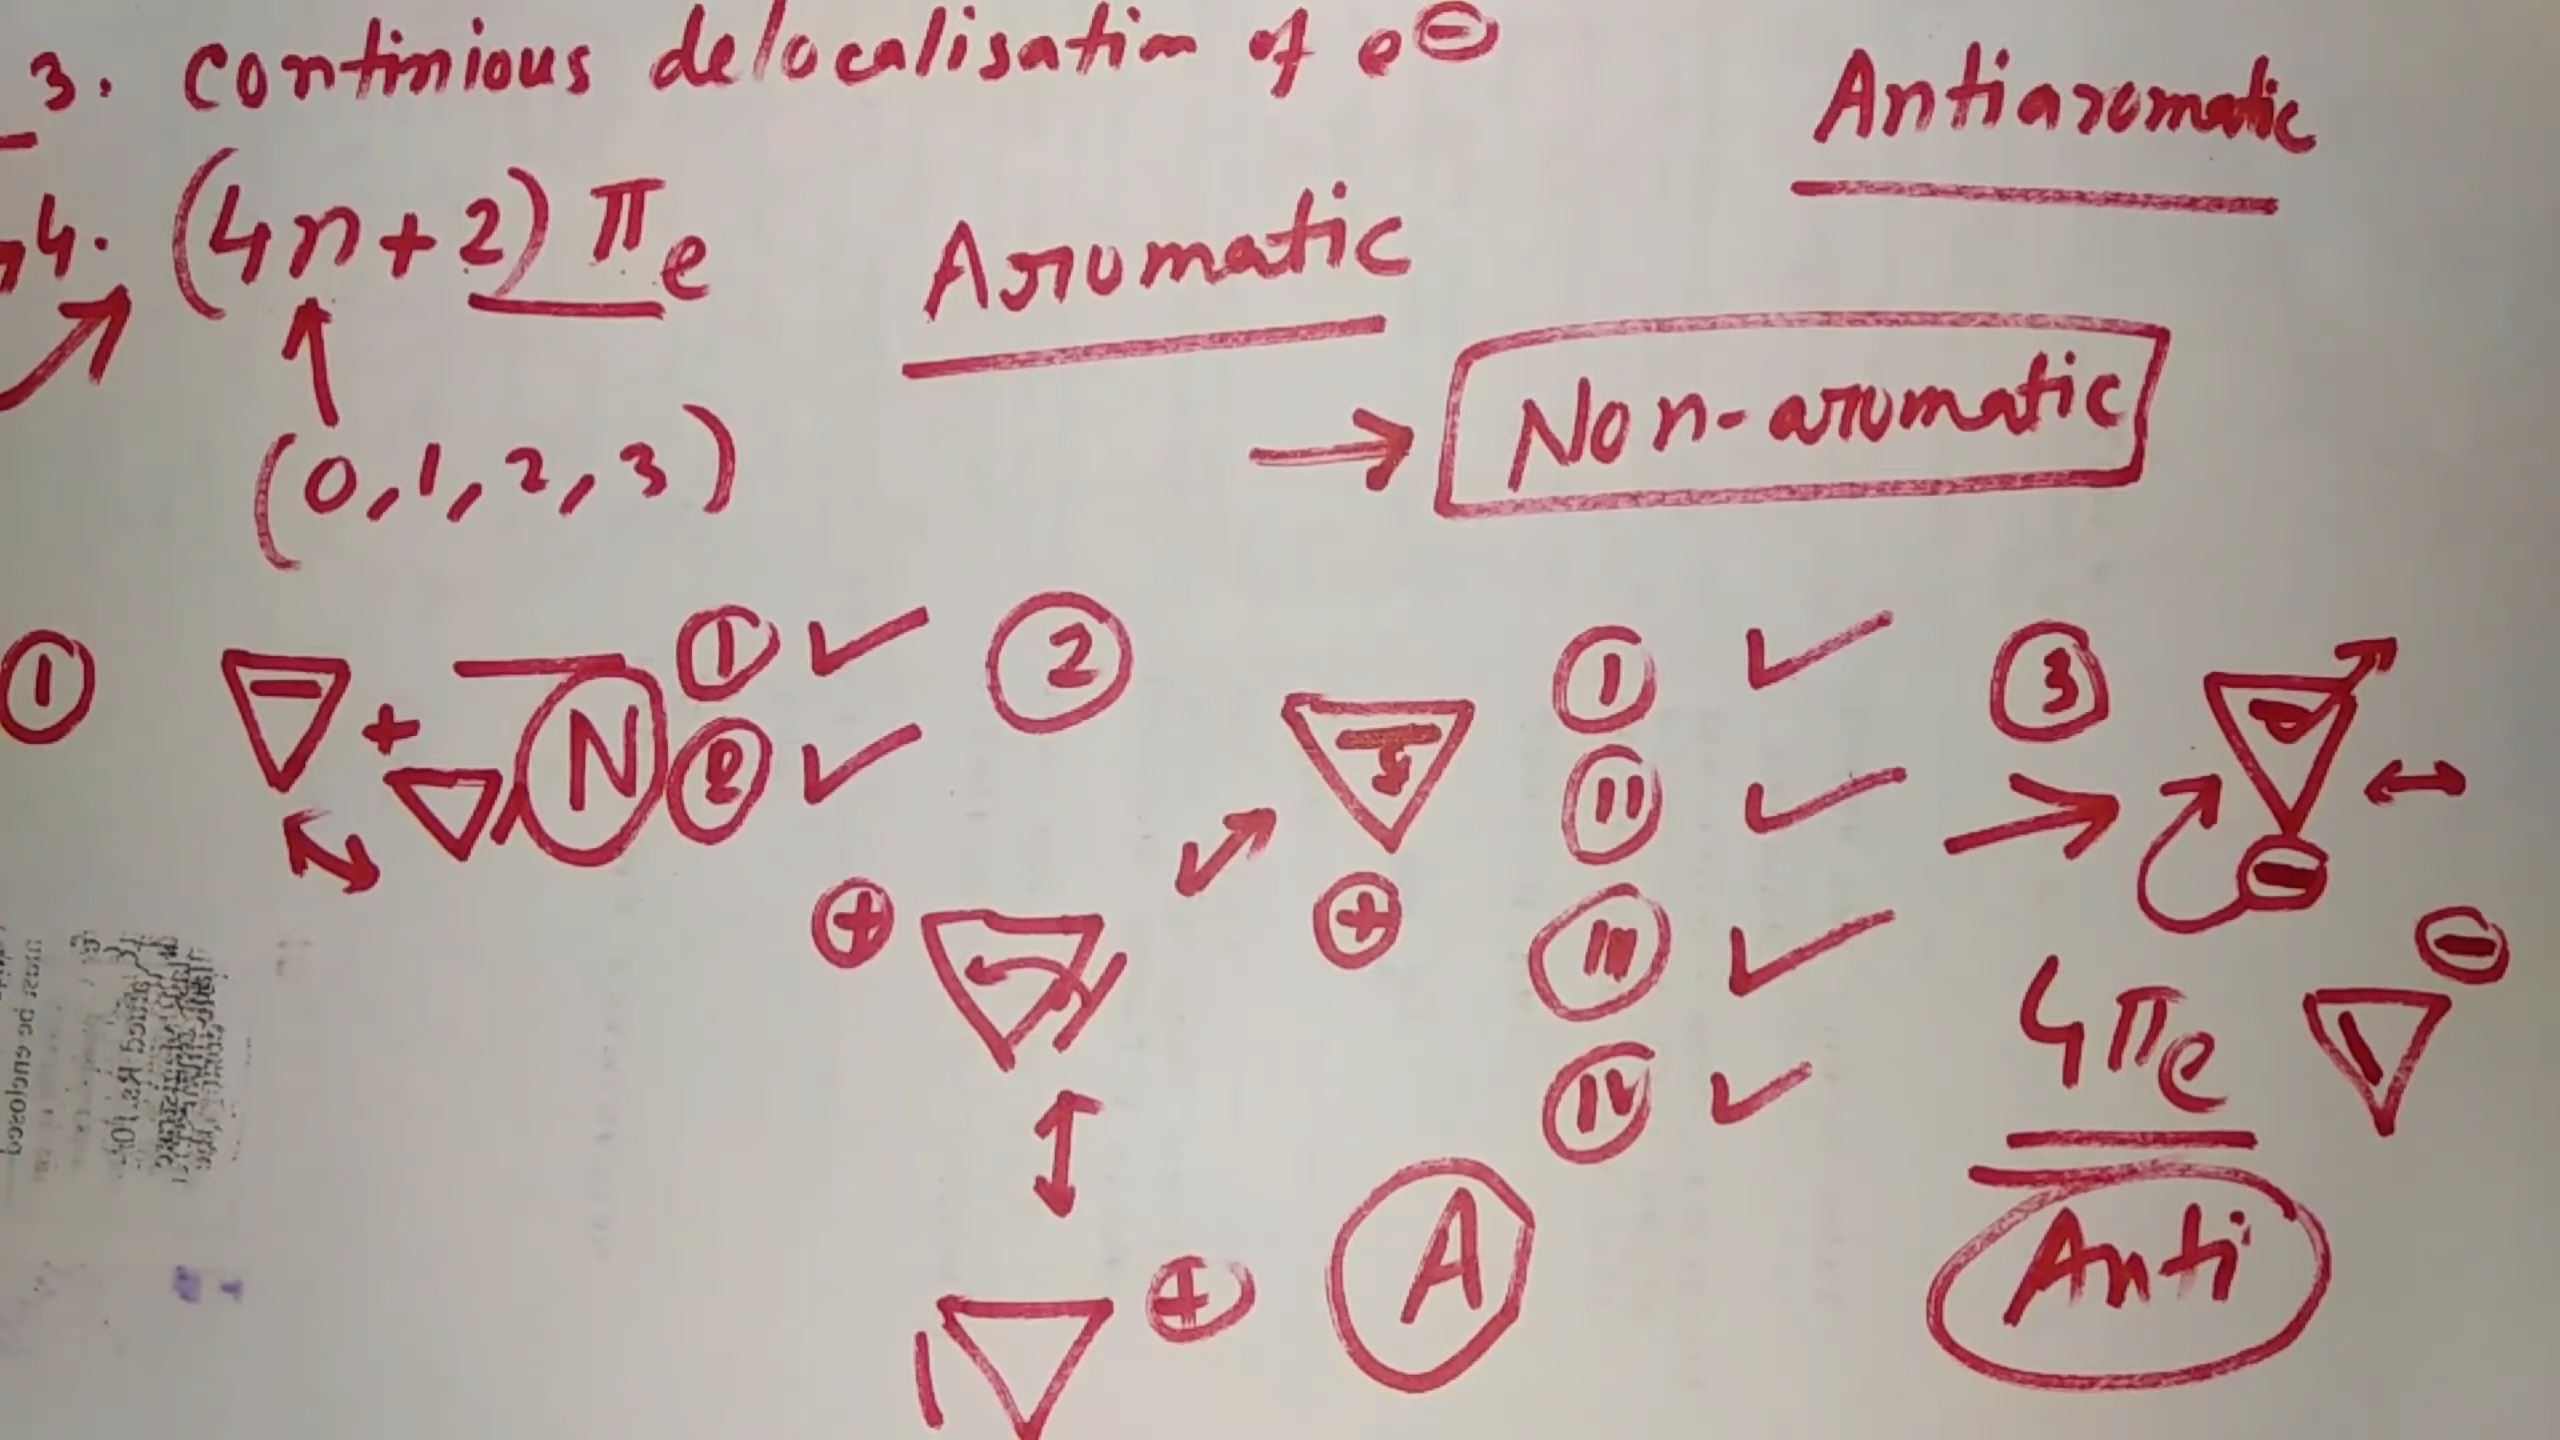 3. continious delocalisation of e⊖
Antiaromatic
4. (4n+2) πe
Aromatic
(0,1,2,3)
→ Non-aromatic
① + N ① ✓
② ✓
②
⊕
① ✓
⑪ ✓
ⅲ ✓
ⅳ ✓
⊕
⊕
A
③
⊖
⊖
4πe
Anti